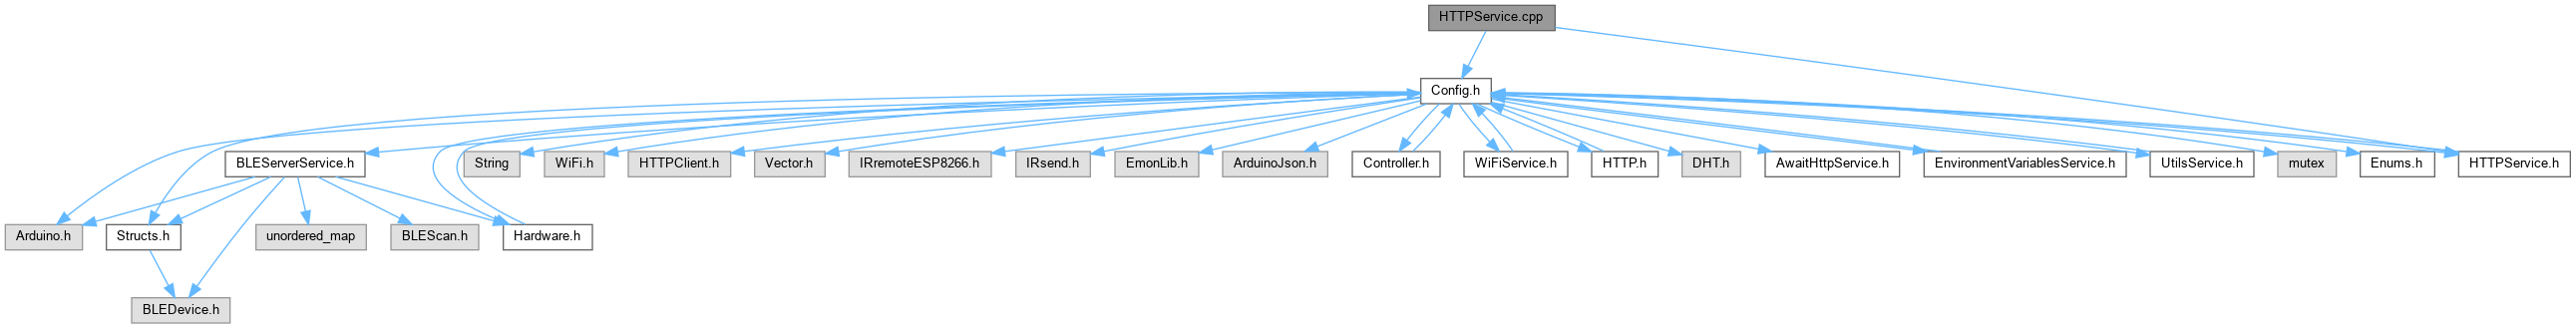 HTTPService.cpp
Config.h
BLEServerService.h
String
WiFi.h
HTTPClient.h
Vector.h
IRremoteESP8266.h
IRsend.h
EmonLib.h
ArduinoJson.h
Controller.h
WiFiService.h
HTTP.h
DHT.h
AwaitHttpService.h
EnvironmentVariablesService.h
UtilsService.h
mutex
Enums.h
HTTPService.h
Arduino.h
Structs.h
unordered_map
BLEScan.h
Hardware.h
BLEDevice.h